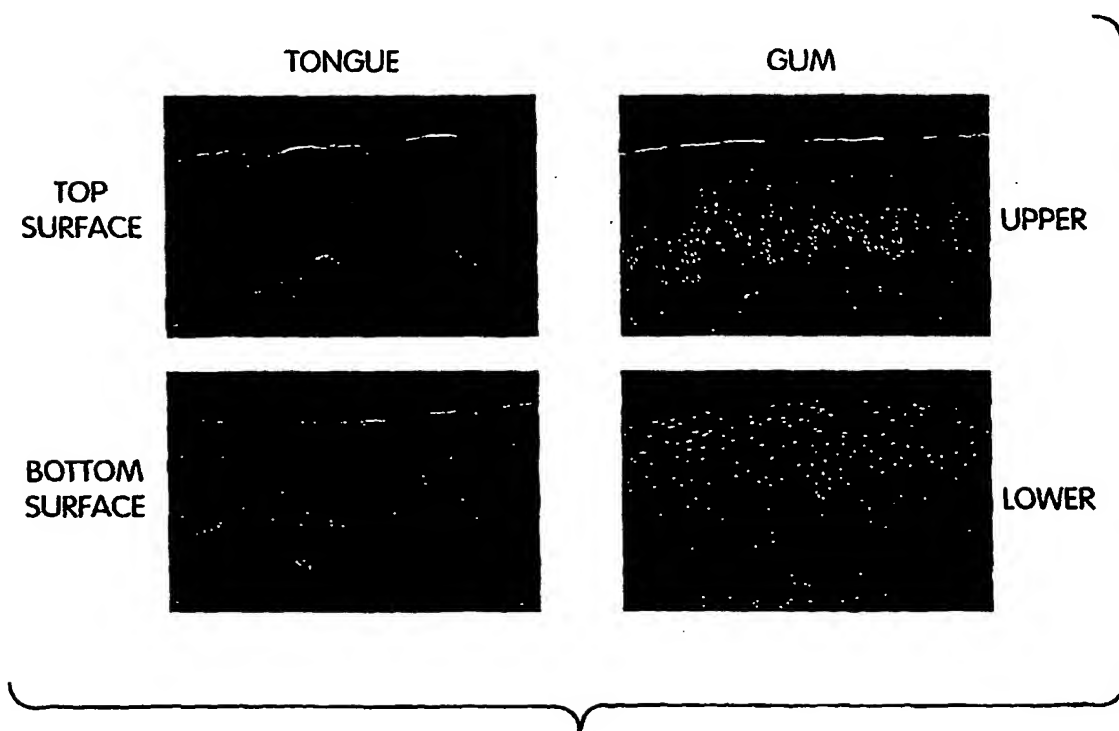 TONGUE
GUM
TOP
SURFACE
UPPER
BOTTOM
SURFACE
LOWER